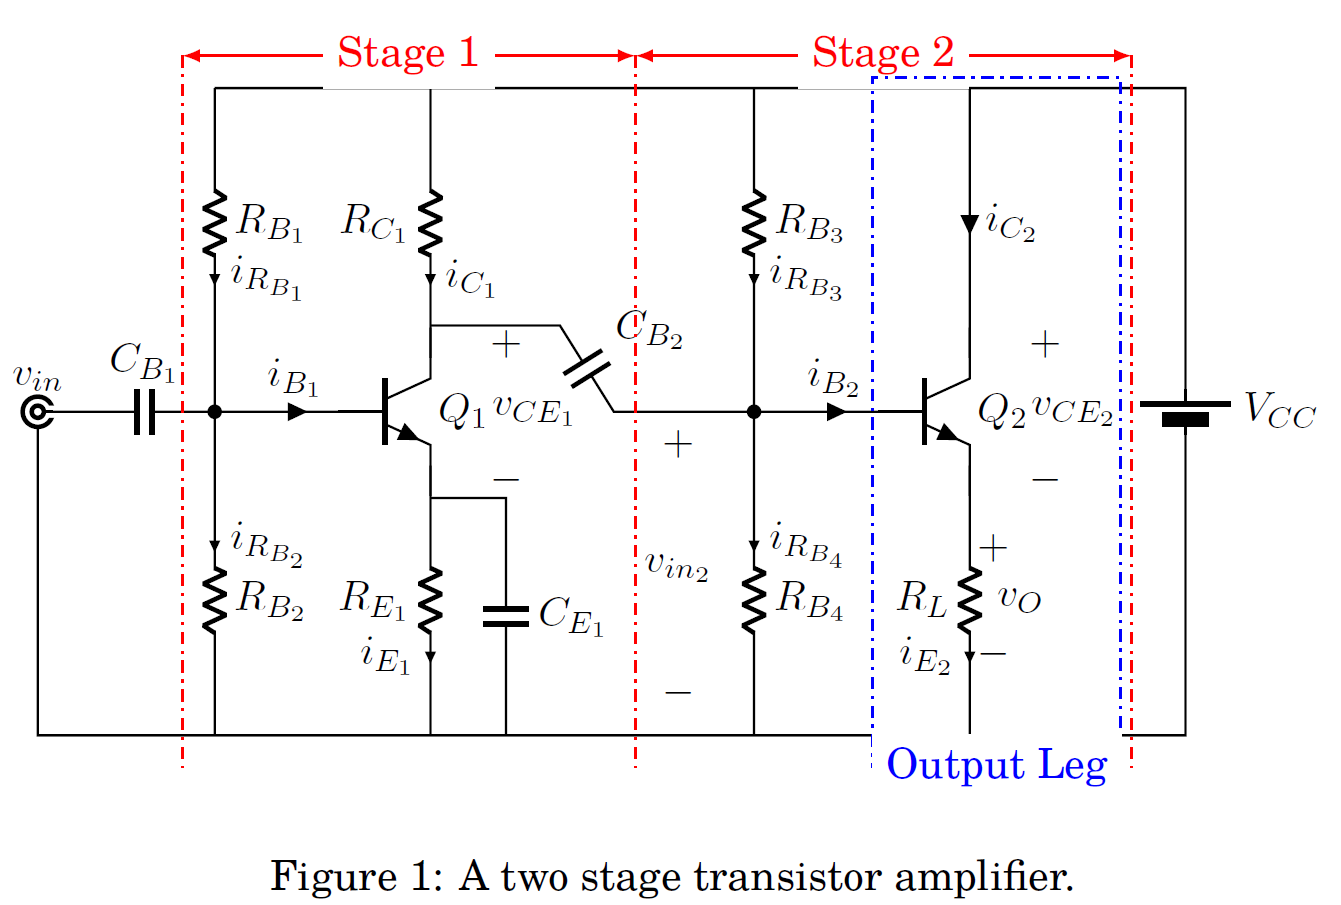 Stage 1 Stage 2
R_{B_1} R_{C_1} R_{B_3} i_{C_2}
i_{R_{B_1}} i_{C_1} i_{R_{B_3}}
+ C_{B_2} +
v_{in} C_{B_1} i_{B_1} i_{B_2}
Q_1 v_{CE_1} Q_2 v_{CE_2} V_{CC}
+
− −
i_{R_{B_2}} i_{R_{B_4}} +
v_{in_2}
R_{B_2} R_{E_1} C_{E_1} R_{B_4} R_L v_O
i_{E_1} i_{E_2} −
−
Output Leg
Figure 1: A two stage transistor amplifier.